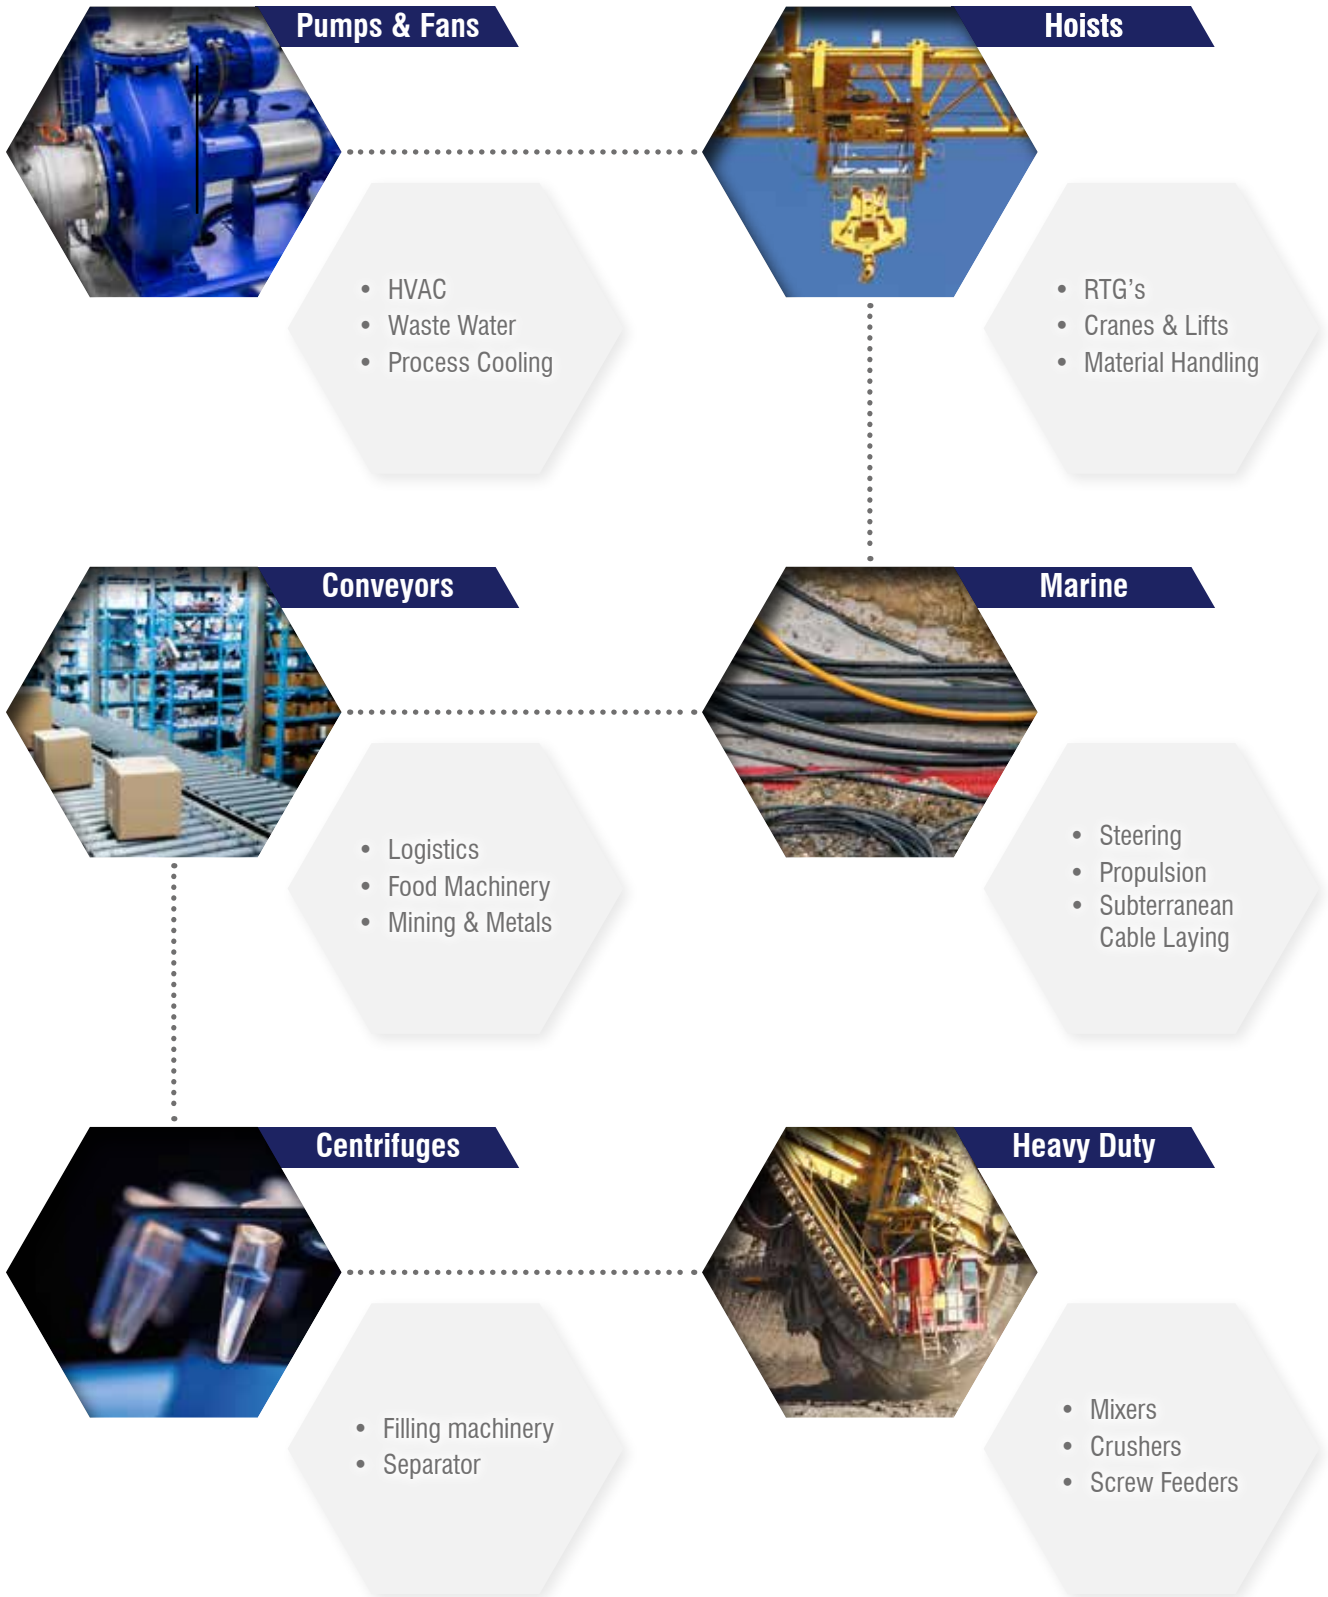 Pumps & Fans
• HVAC
• Waste Water
• Process Cooling
Hoists
• RTG’s
• Cranes & Lifts
• Material Handling
Conveyors
• Logistics
• Food Machinery
• Mining & Metals
Marine
• Steering
• Propulsion
• Subterranean
Cable Laying
Centrifuges
• Filling machinery
• Separator
Heavy Duty
• Mixers
• Crushers
• Screw Feeders